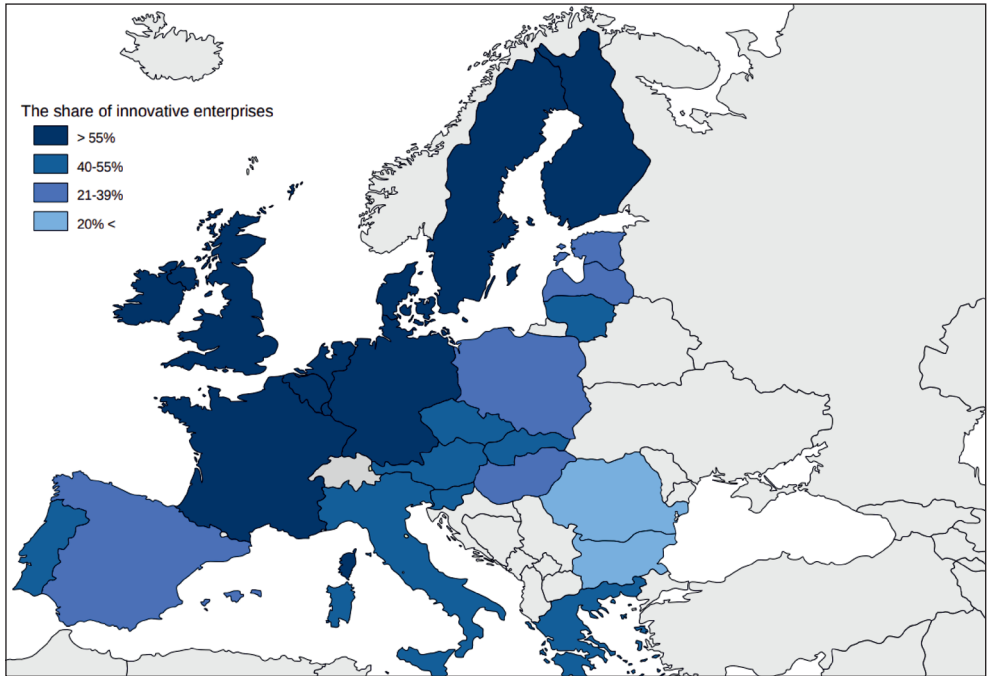 The share of innovative enterprises
> 55%
40-55%
21-39%
20% <